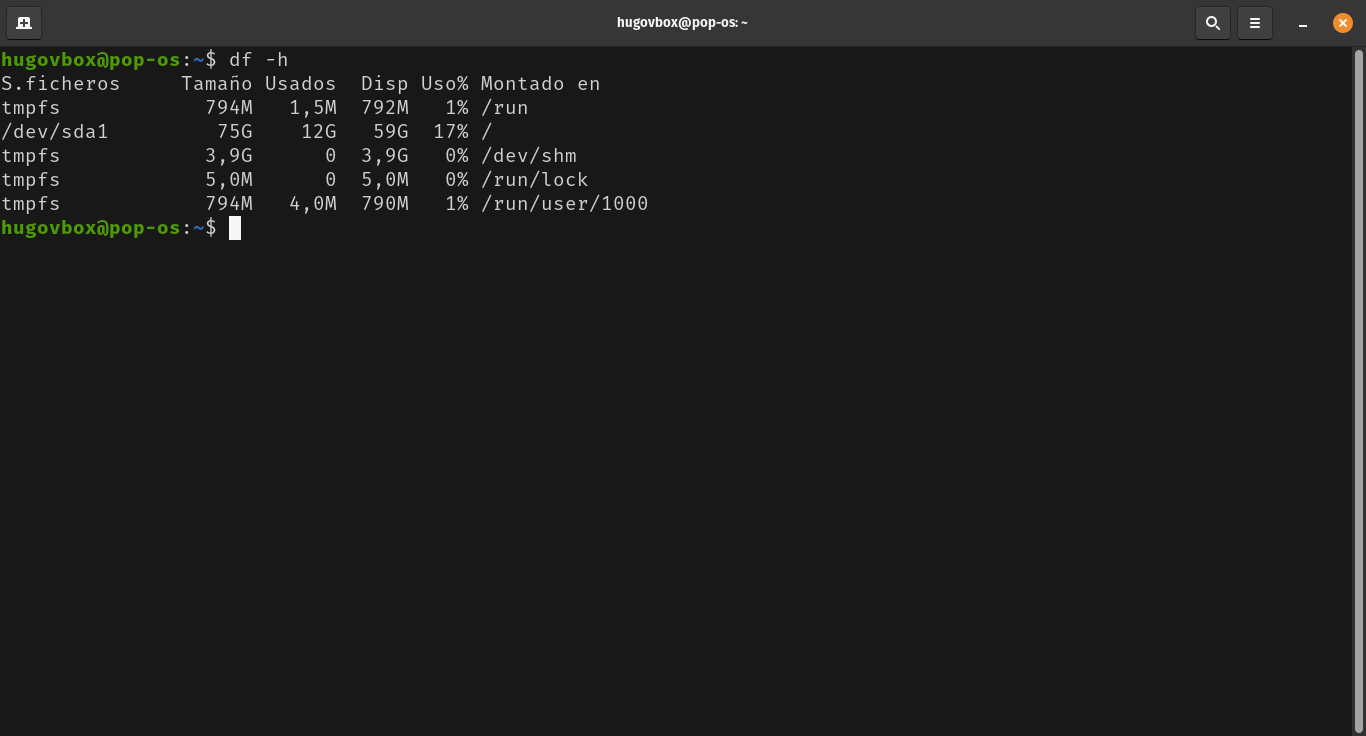 hugovbox@pop-os: ~
hugovbox@pop-os:~$ df -h
S.ficheros     Tamaño Usados  Disp Uso% Montado en
tmpfs            794M   1,5M  792M   1% /run
/dev/sda1         75G    12G   59G  17% /
tmpfs            3,9G      0  3,9G   0% /dev/shm
tmpfs            5,0M      0  5,0M   0% /run/lock
tmpfs            794M   4,0M  790M   1% /run/user/1000
hugovbox@pop-os:~$